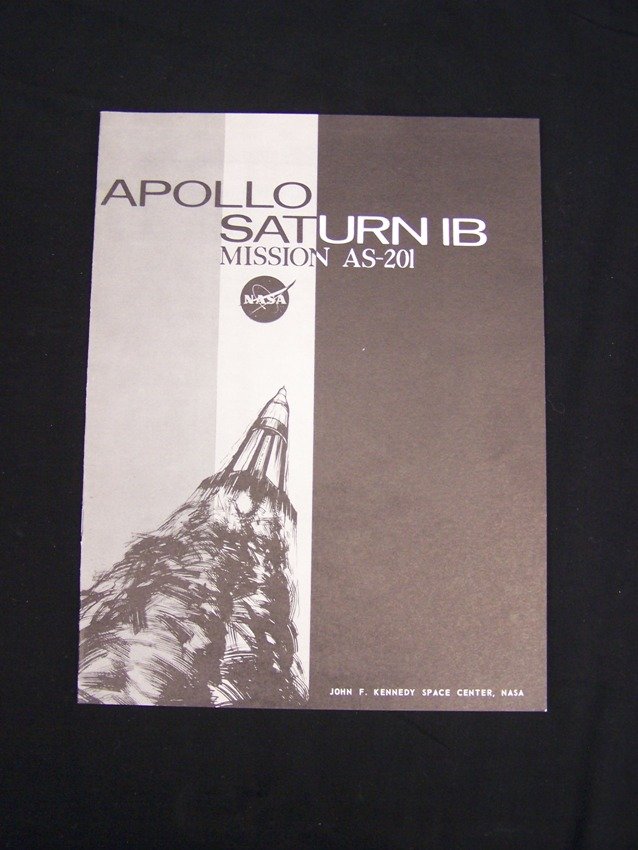 APOLLO
SATURN IB
MISSION AS-201
NASA
JOHN F. KENNEDY SPACE CENTER, NASA